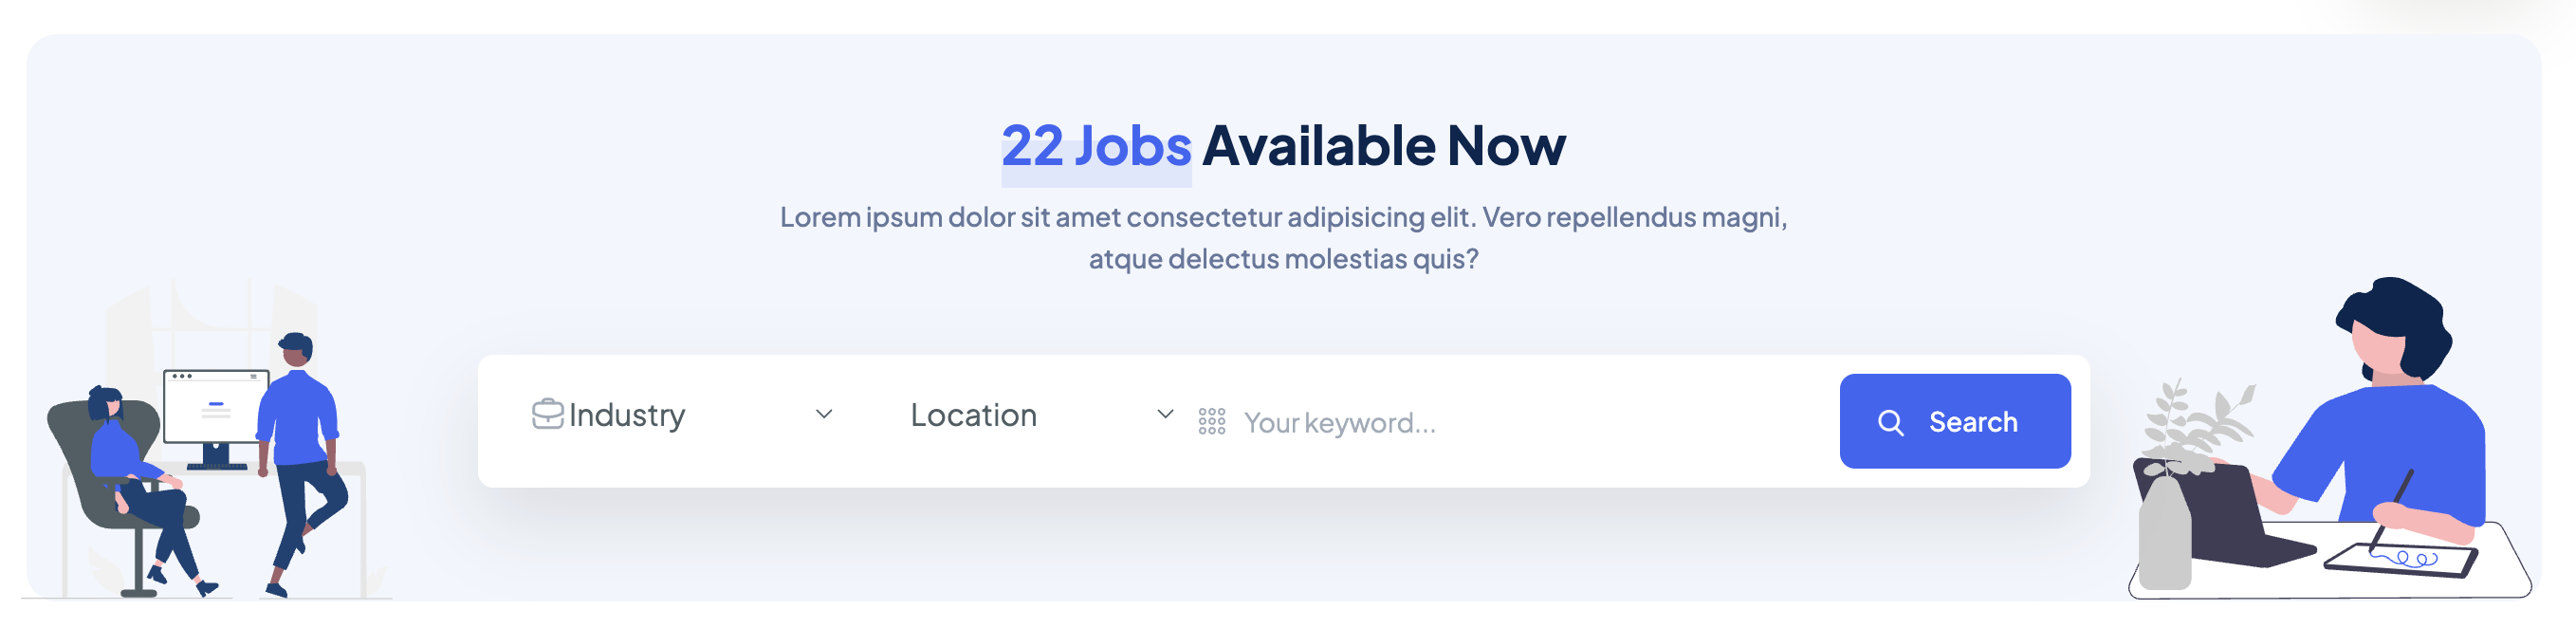 22 Jobs Available Now
Lorem ipsum dolor sit amet consectetur adipisicing elit. Vero repellendus magni,
atque delectus molestias quis?
Industry
Location
Your keyword...
Search